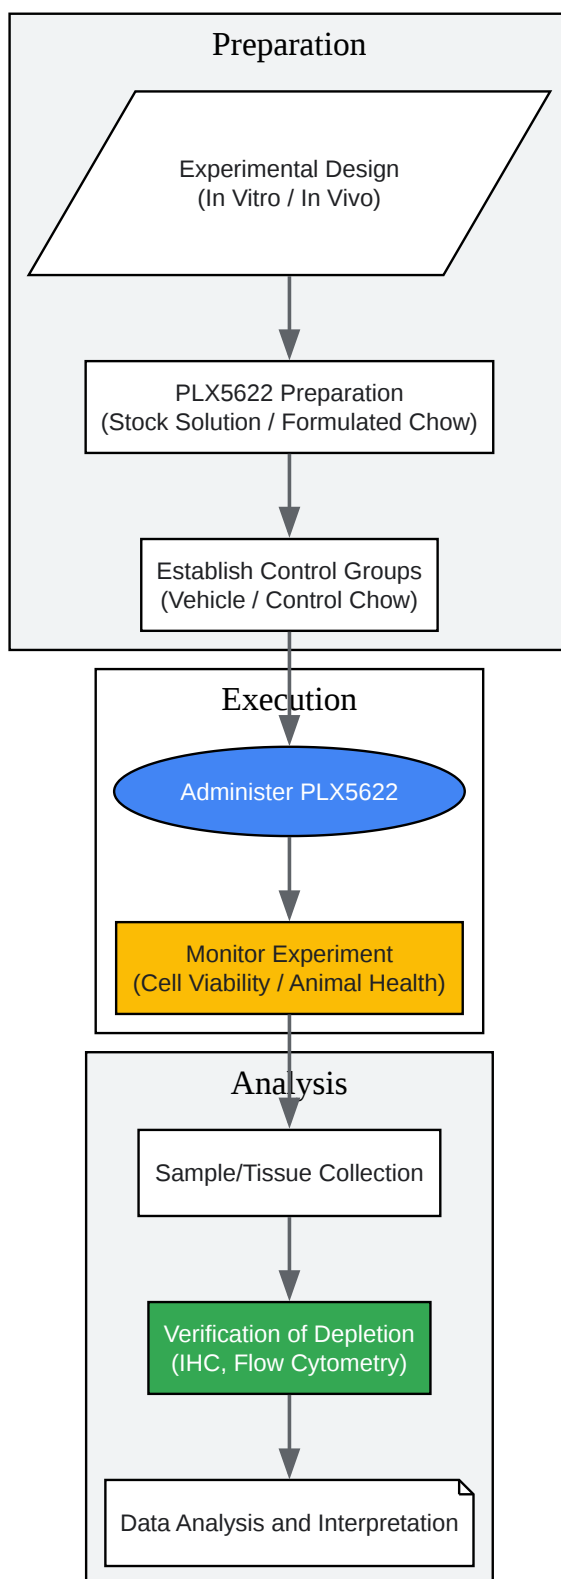 Preparation
Experimental Design
(In Vitro / In Vivo)
PLX5622 Preparation
(Stock Solution / Formulated Chow)
Establish Control Groups
(Vehicle / Control Chow)
Execution
Administer PLX5622
Monitor Experiment
(Cell Viability / Animal Health)
Analysis
Sample/Tissue Collection
Verification of Depletion
(IHC, Flow Cytometry)
Data Analysis and Interpretation